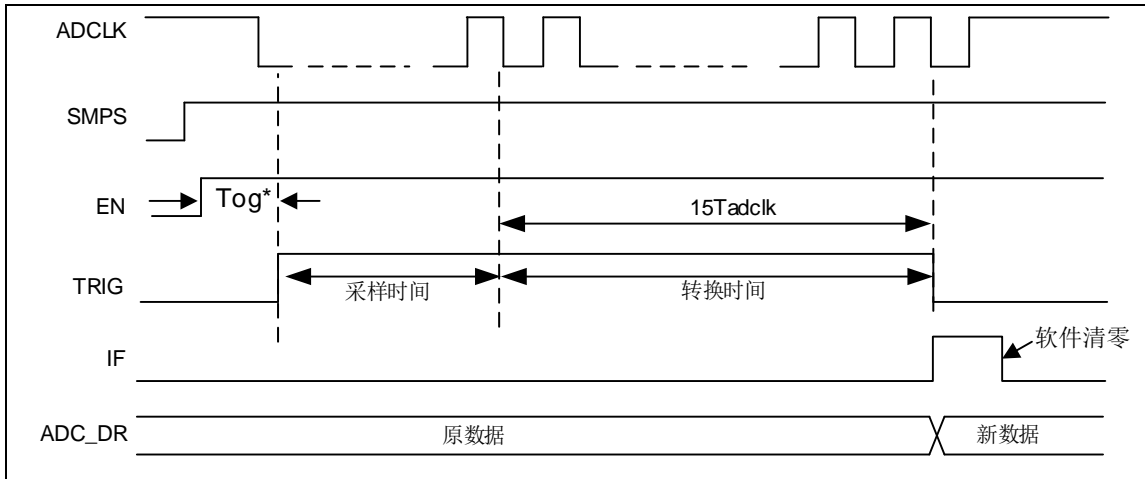 ADCLK
SMPS
EN
Tog*
15Tadclk
TRIG
采样时间
转换时间
IF
软件清零
ADC_DR
原数据
新数据